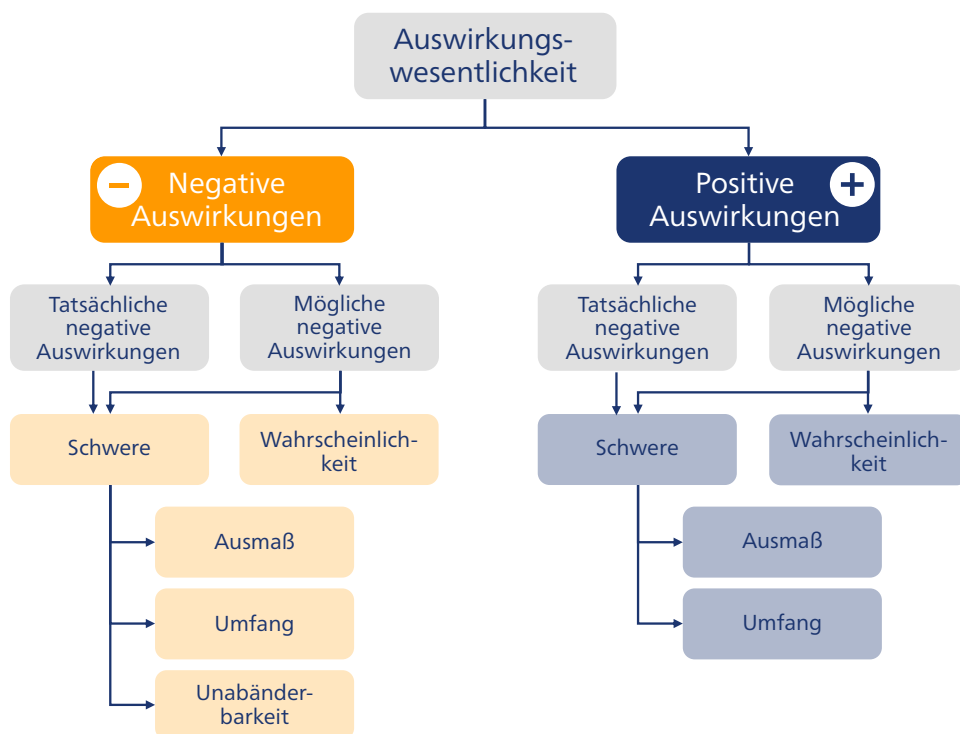 Auswirkungs-
wesentlichkeit
Negative
Auswirkungen
Positive
Auswirkungen
Tatsächliche
negative
Auswirkungen
Mögliche
negative
Auswirkungen
Tatsächliche
negative
Auswirkungen
Mögliche
negative
Auswirkungen
Schwere
Wahrscheinlich-
keit
Schwere
Wahrscheinlich-
keit
Ausmaß
Ausmaß
Umfang
Umfang
Unabänder-
barkeit